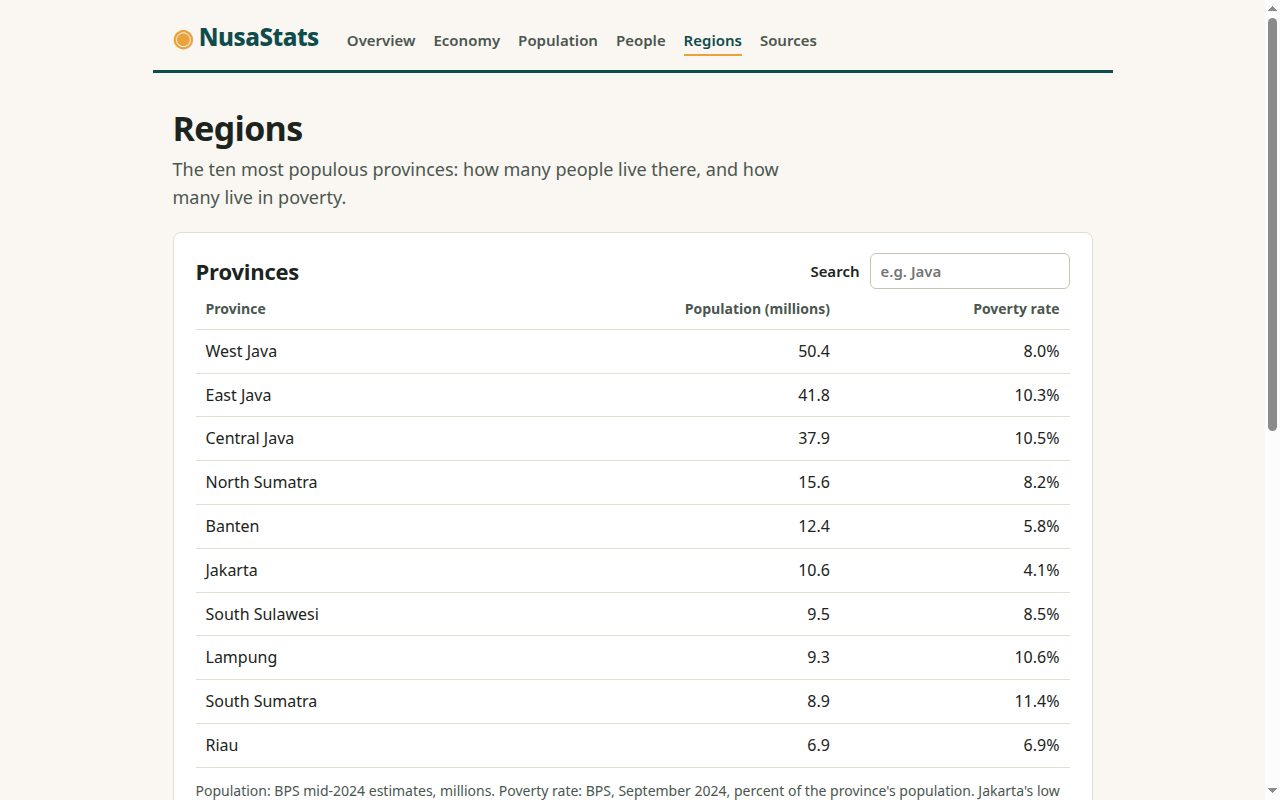 NusaStats Overview Economy Population People Regions Sources
Regions
The ten most populous provinces: how many people live there, and how
many live in poverty.
Provinces Search e.g. Java
Province Population (millions) Poverty rate
West Java 50.4 8.0%
East Java 41.8 10.3%
Central Java 37.9 10.5%
North Sumatra 15.6 8.2%
Banten 12.4 5.8%
Jakarta 10.6 4.1%
South Sulawesi 9.5 8.5%
Lampung 9.3 10.6%
South Sumatra 8.9 11.4%
Riau 6.9 6.9%
Population: BPS mid-2024 estimates, millions. Poverty rate: BPS, September 2024, percent of the province's population. Jakarta's low